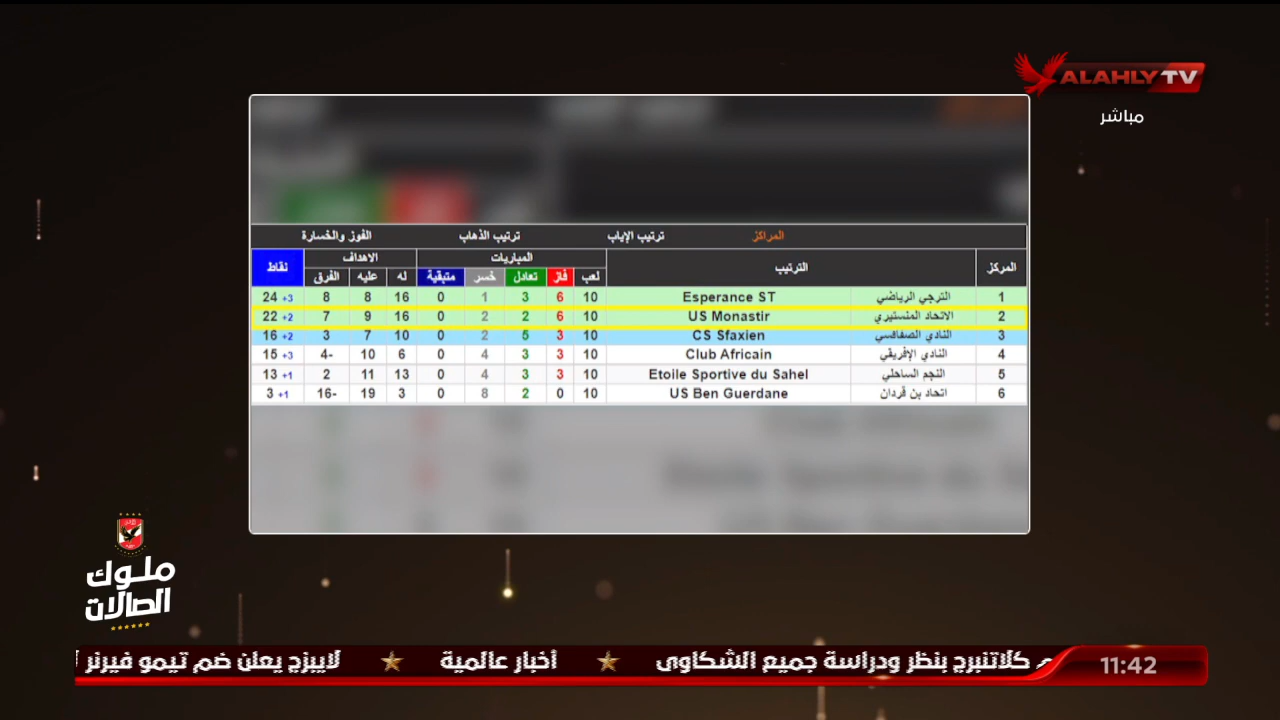 ALAHLY TV
مباشر
المراكز ترتيب الإياب ترتيب الذهاب الفوز والخسارة
المركز الترتيب المباريات الاهداف نقاط
لعب فاز تعادل خسر متبقية له عليه الفرق
1 الترجي الرياضي Esperance ST 10 6 3 1 0 16 8 8 24 +3
2 الاتحاد المنستيري US Monastir 10 6 2 2 0 16 9 7 22 +2
3 النادي الصفاقسي CS Sfaxien 10 3 5 2 0 10 7 3 16 +2
4 النادي الإفريقي Club Africain 10 3 3 4 0 6 10 4- 15 +3
5 النجم الساحلي Etoile Sportive du Sahel 10 3 3 4 0 13 11 2 13 +1
6 اتحاد بن قردان US Ben Guerdane 10 0 2 8 0 3 19 16- 3 +1
ملوك
الصالات
11:42 كلاتنبرج بنظر ودراسة جميع الشكاوى ★ أخبار عالمية ★ لايبزج يعلن ضم تيمو فيرنر